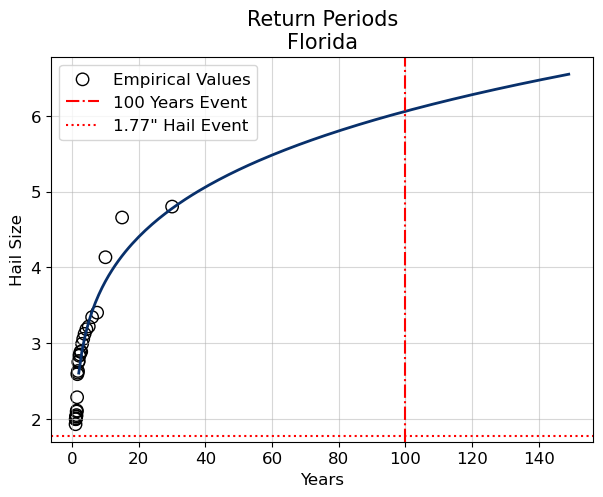 Return Periods
Florida
Empirical Values
100 Years Event
1.77" Hail Event
Hail Size
6
5
4
3
2
0 20 40 60 80 100 120 140
Years